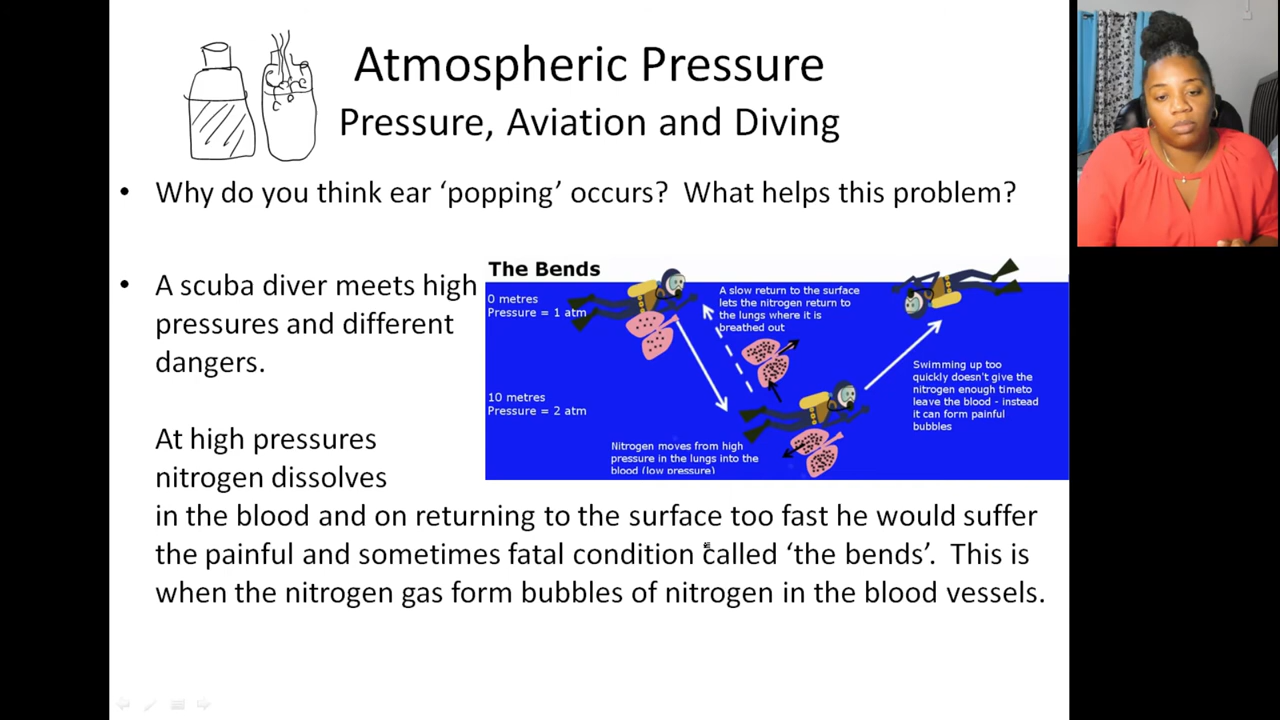 Atmospheric Pressure
Pressure, Aviation and Diving
• Why do you think ear ‘popping’ occurs?  What helps this problem?
• A scuba diver meets high
pressures and different
dangers.
The Bends
0 metres
Pressure = 1 atm
A slow return to the surface
lets the nitrogen return to
the lungs where it is
breathed out
10 metres
Pressure = 2 atm
Swimming up too
quickly doesn't give the
nitrogen enough timeto
leave the blood - instead
it can form painful
bubbles
Nitrogen moves from high
pressure in the lungs into the
blood (low pressure)
At high pressures
nitrogen dissolves
in the blood and on returning to the surface too fast he would suffer
the painful and sometimes fatal condition called ‘the bends’.  This is
when the nitrogen gas form bubbles of nitrogen in the blood vessels.